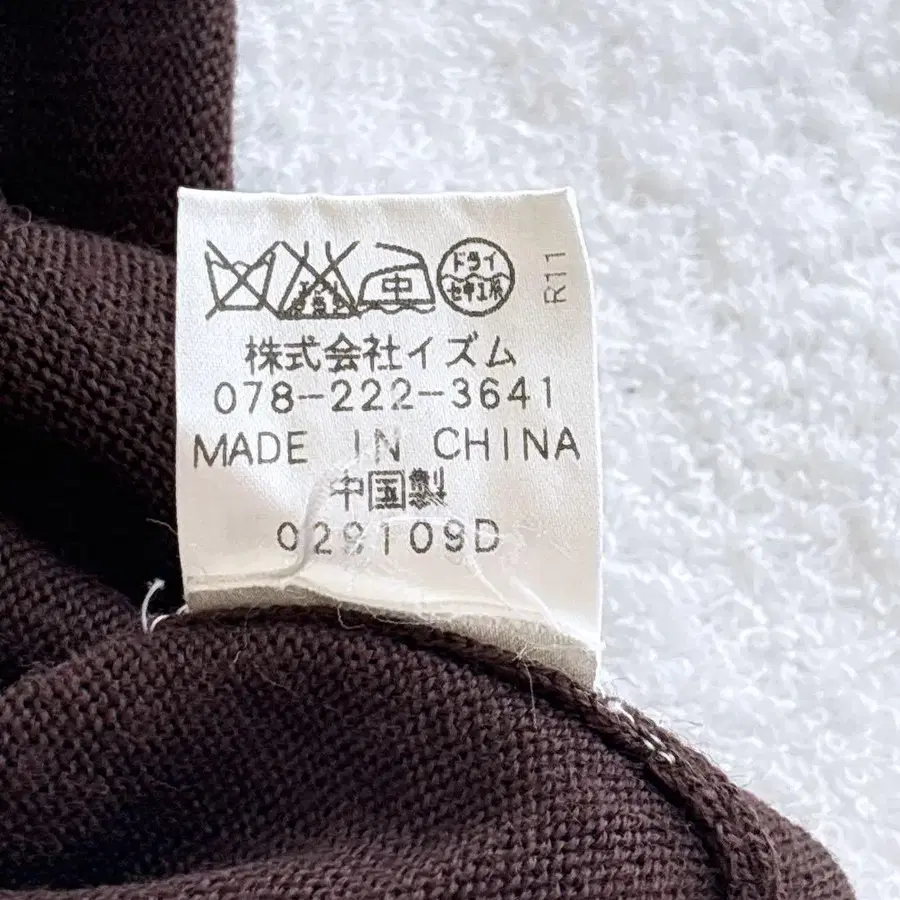 中
ドライ
セキユ系
R11
株式会社イズム
078-222-3641
MADE IN CHINA
中国製
029109D